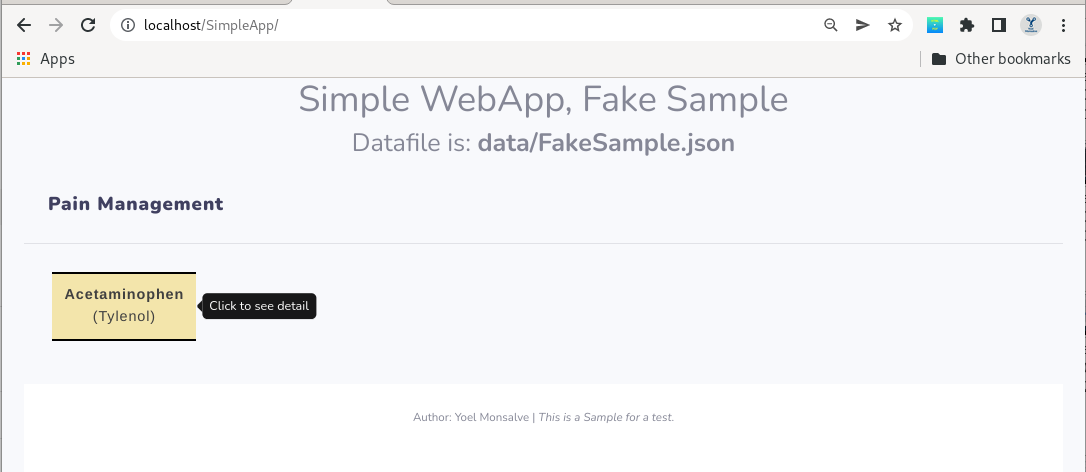 localhost/SimpleApp/
Apps
Other bookmarks
Simple WebApp, Fake Sample
Datafile is: data/FakeSample.json
Pain Management
Acetaminophen
(Tylenol)
Click to see detail
Author: Yoel Monsalve | This is a Sample for a test.